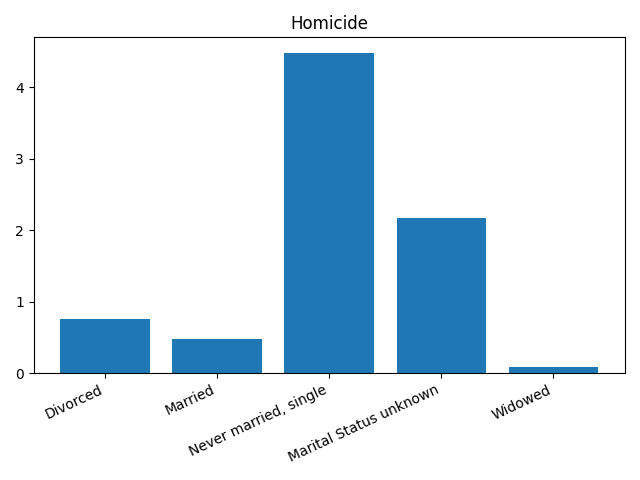 Homicide
4
3
2
1
0
Divorced
Married
Never married, single
Marital Status unknown
Widowed